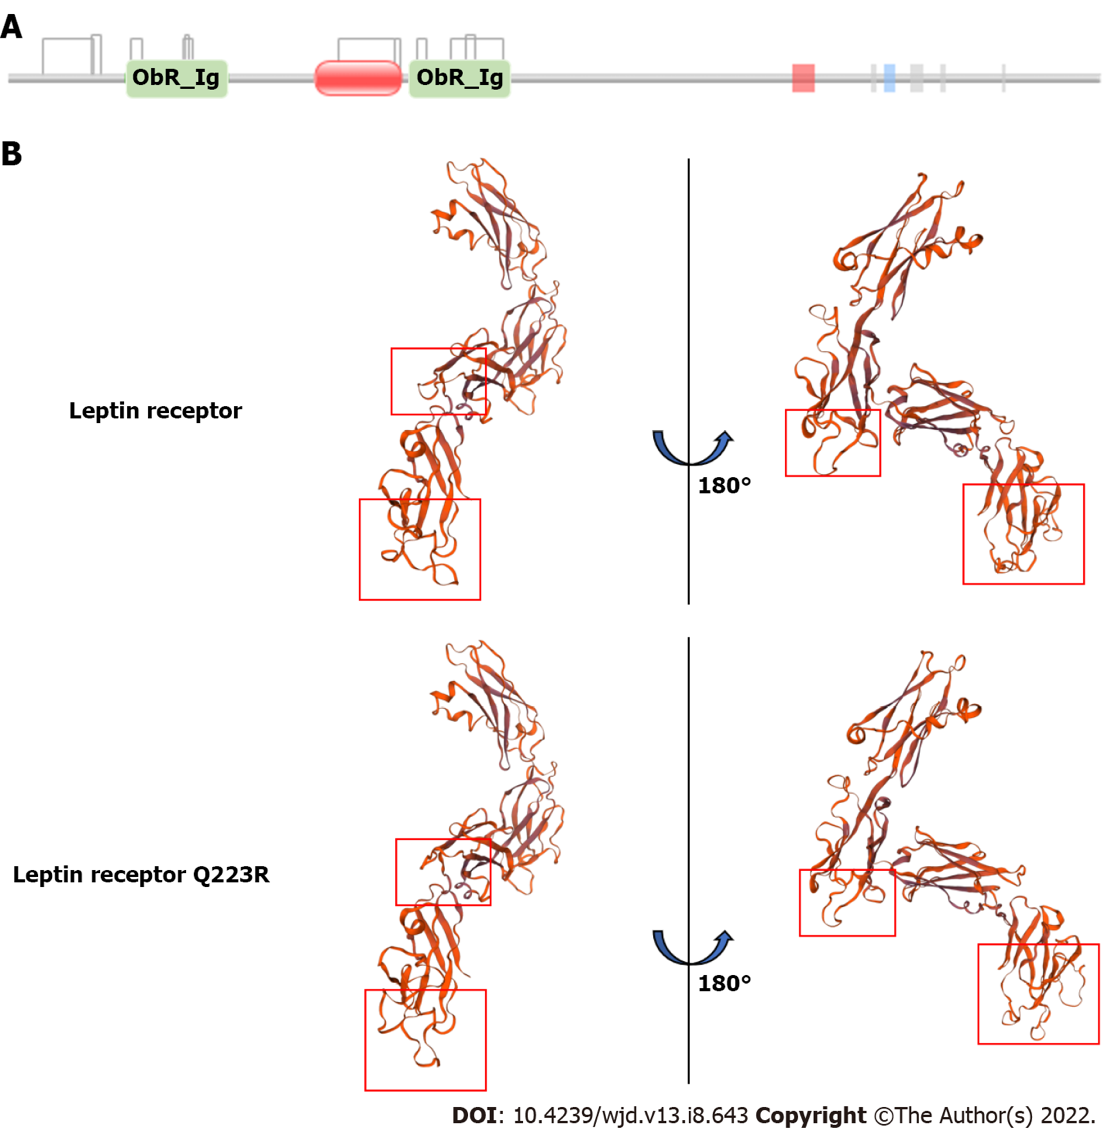 A
ObR_Ig
ObR_Ig
B
Leptin receptor
180°
Leptin receptor Q223R
180°
DOI: 10.4239/wjd.v13.i8.643 Copyright ©The Author(s) 2022.